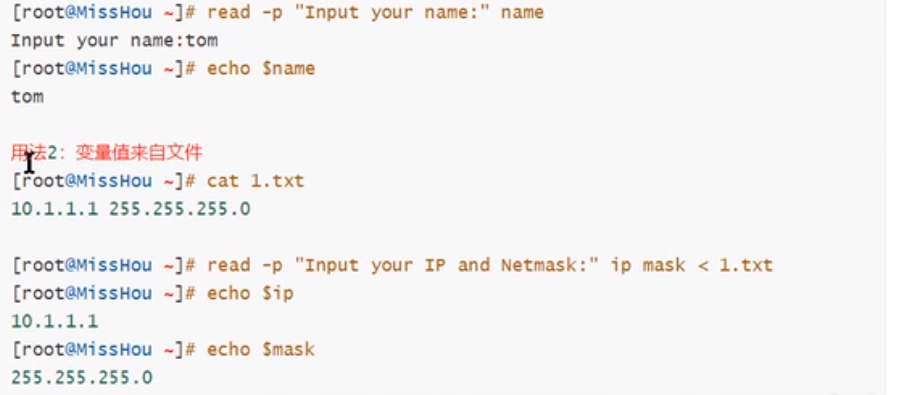 [root@MissHou ~]# read -p "Input your name:" name
Input your name:tom
[root@MissHou ~]# echo $name
tom
用法2：变量值来自文件
[root@MissHou ~]# cat 1.txt
10.1.1.1 255.255.255.0
[root@MissHou ~]# read -p "Input your IP and Netmask:" ip mask < 1.txt
[root@MissHou ~]# echo $ip
10.1.1.1
[root@MissHou ~]# echo $mask
255.255.255.0